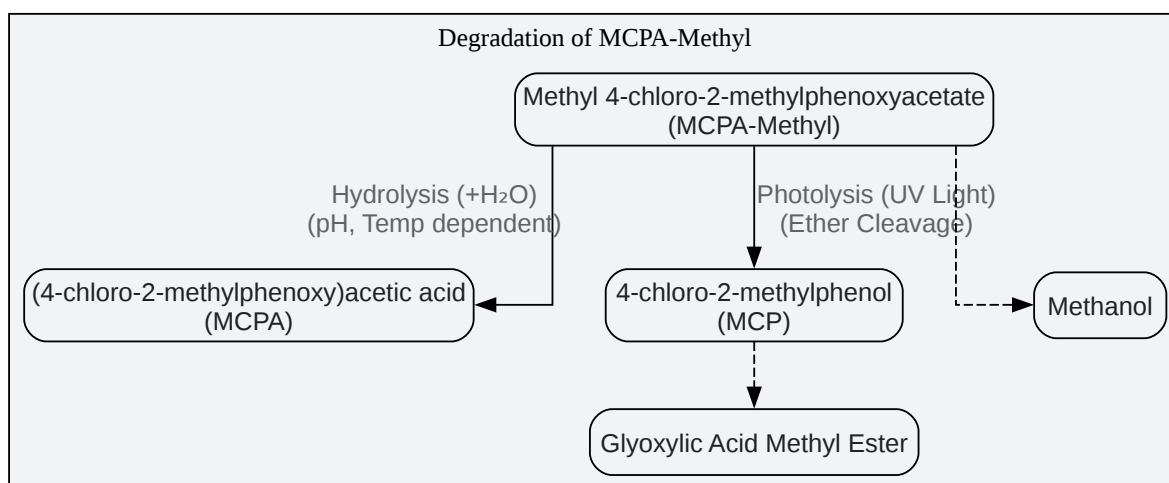 Degradation of MCPA-Methyl
Methyl 4-chloro-2-methylphenoxyacetate
(MCPA-Methyl)
Hydrolysis (+H₂O)
(pH, Temp dependent)
Photolysis (UV Light)
(Ether Cleavage)
(4-chloro-2-methylphenoxy)acetic acid
(MCPA)
4-chloro-2-methylphenol
(MCP)
Methanol
Glyoxylic Acid Methyl Ester